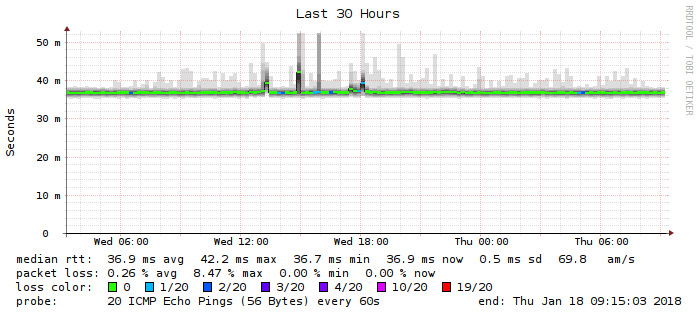 Last 30 Hours
RRDTOOL / TOBI OETIKER
Seconds
50 m
40 m
30 m
20 m
10 m
0
Wed 06:00 Wed 12:00 Wed 18:00 Thu 00:00 Thu 06:00
median rtt: 36.9 ms avg 42.2 ms max 36.7 ms min 36.9 ms now 0.5 ms sd 69.8 am/s
packet loss: 0.26 % avg 8.47 % max 0.00 % min 0.00 % now
loss color: 0 1/20 2/20 3/20 4/20 10/20 19/20
probe: 20 ICMP Echo Pings (56 Bytes) every 60s end: Thu Jan 18 09:15:03 2018